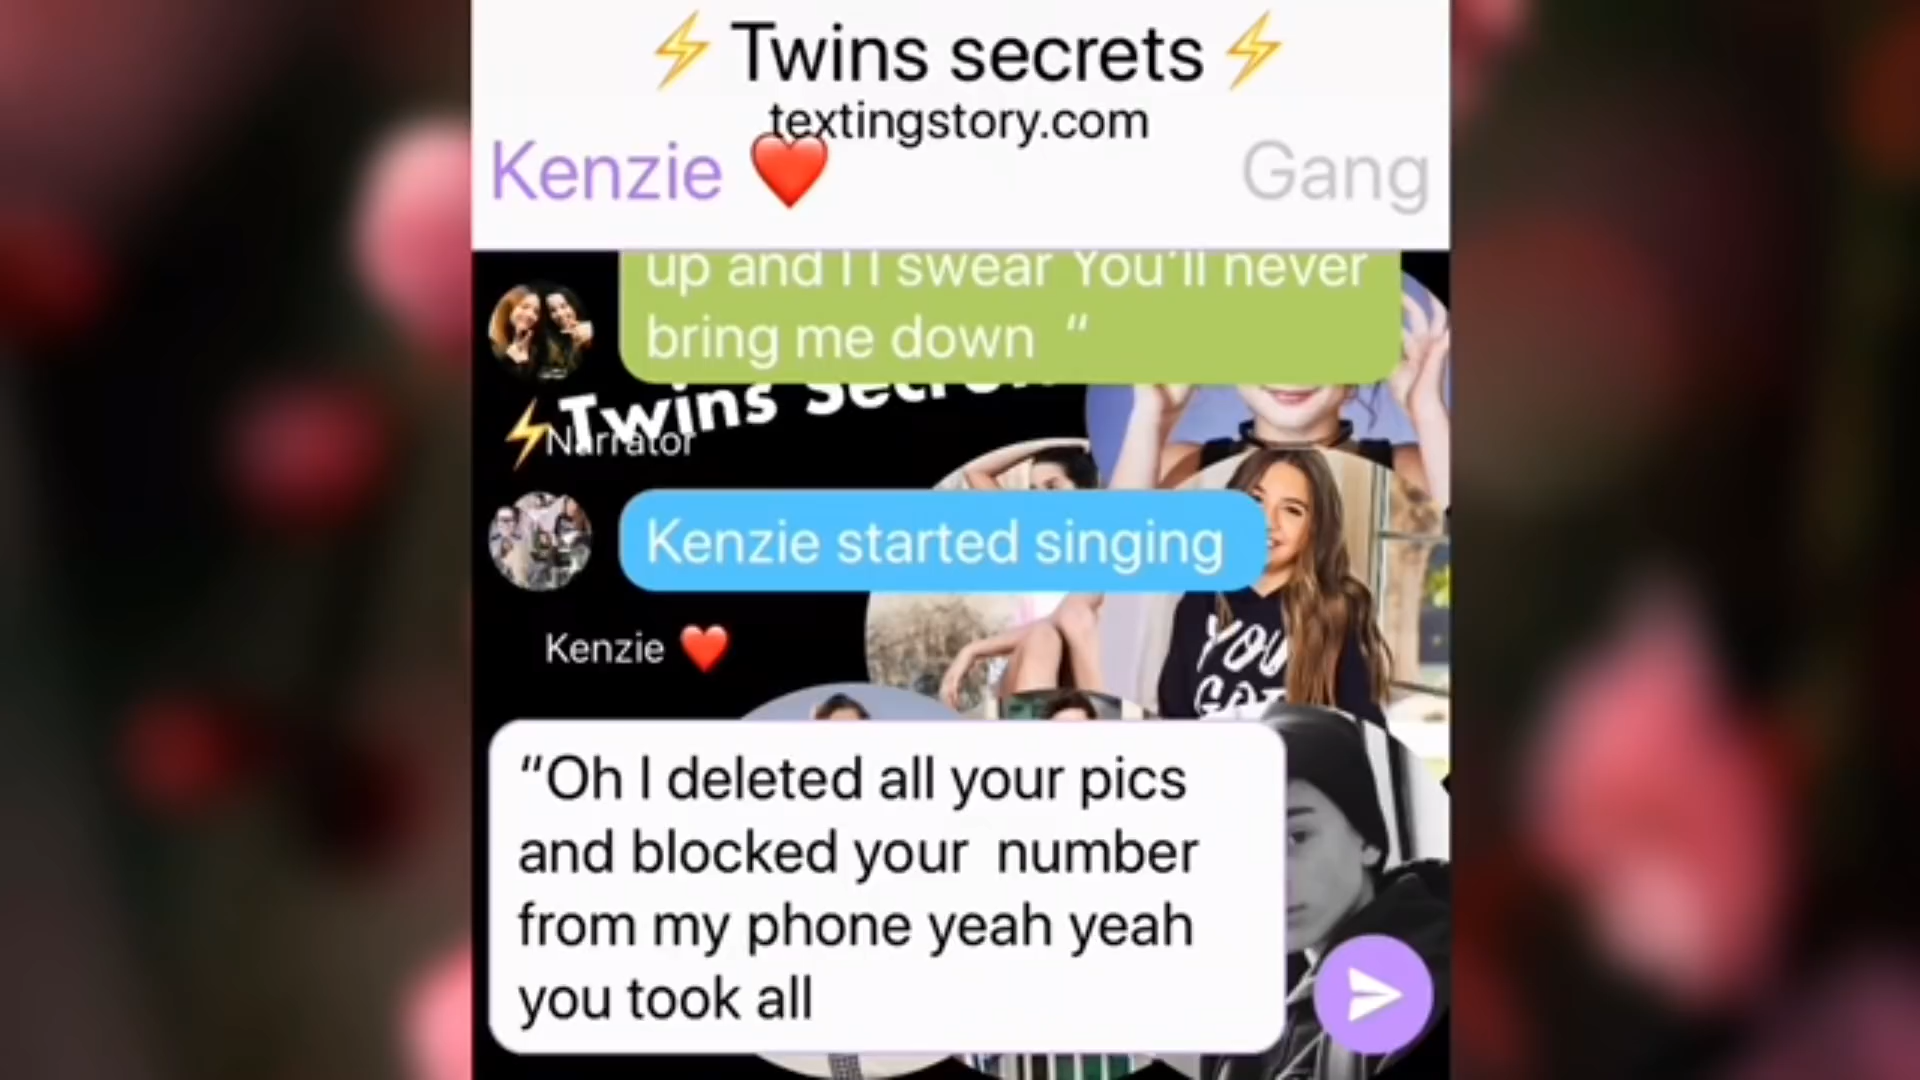 ⚡ Twins secrets ⚡
textingstory.com
Kenzie ❤️ Gang
up and I I swear You'll never
bring me down “
⚡Twins
Narrator
Kenzie started singing
YOU
GOT
Kenzie ❤️
“Oh I deleted all your pics
and blocked your number
from my phone yeah yeah
you took all